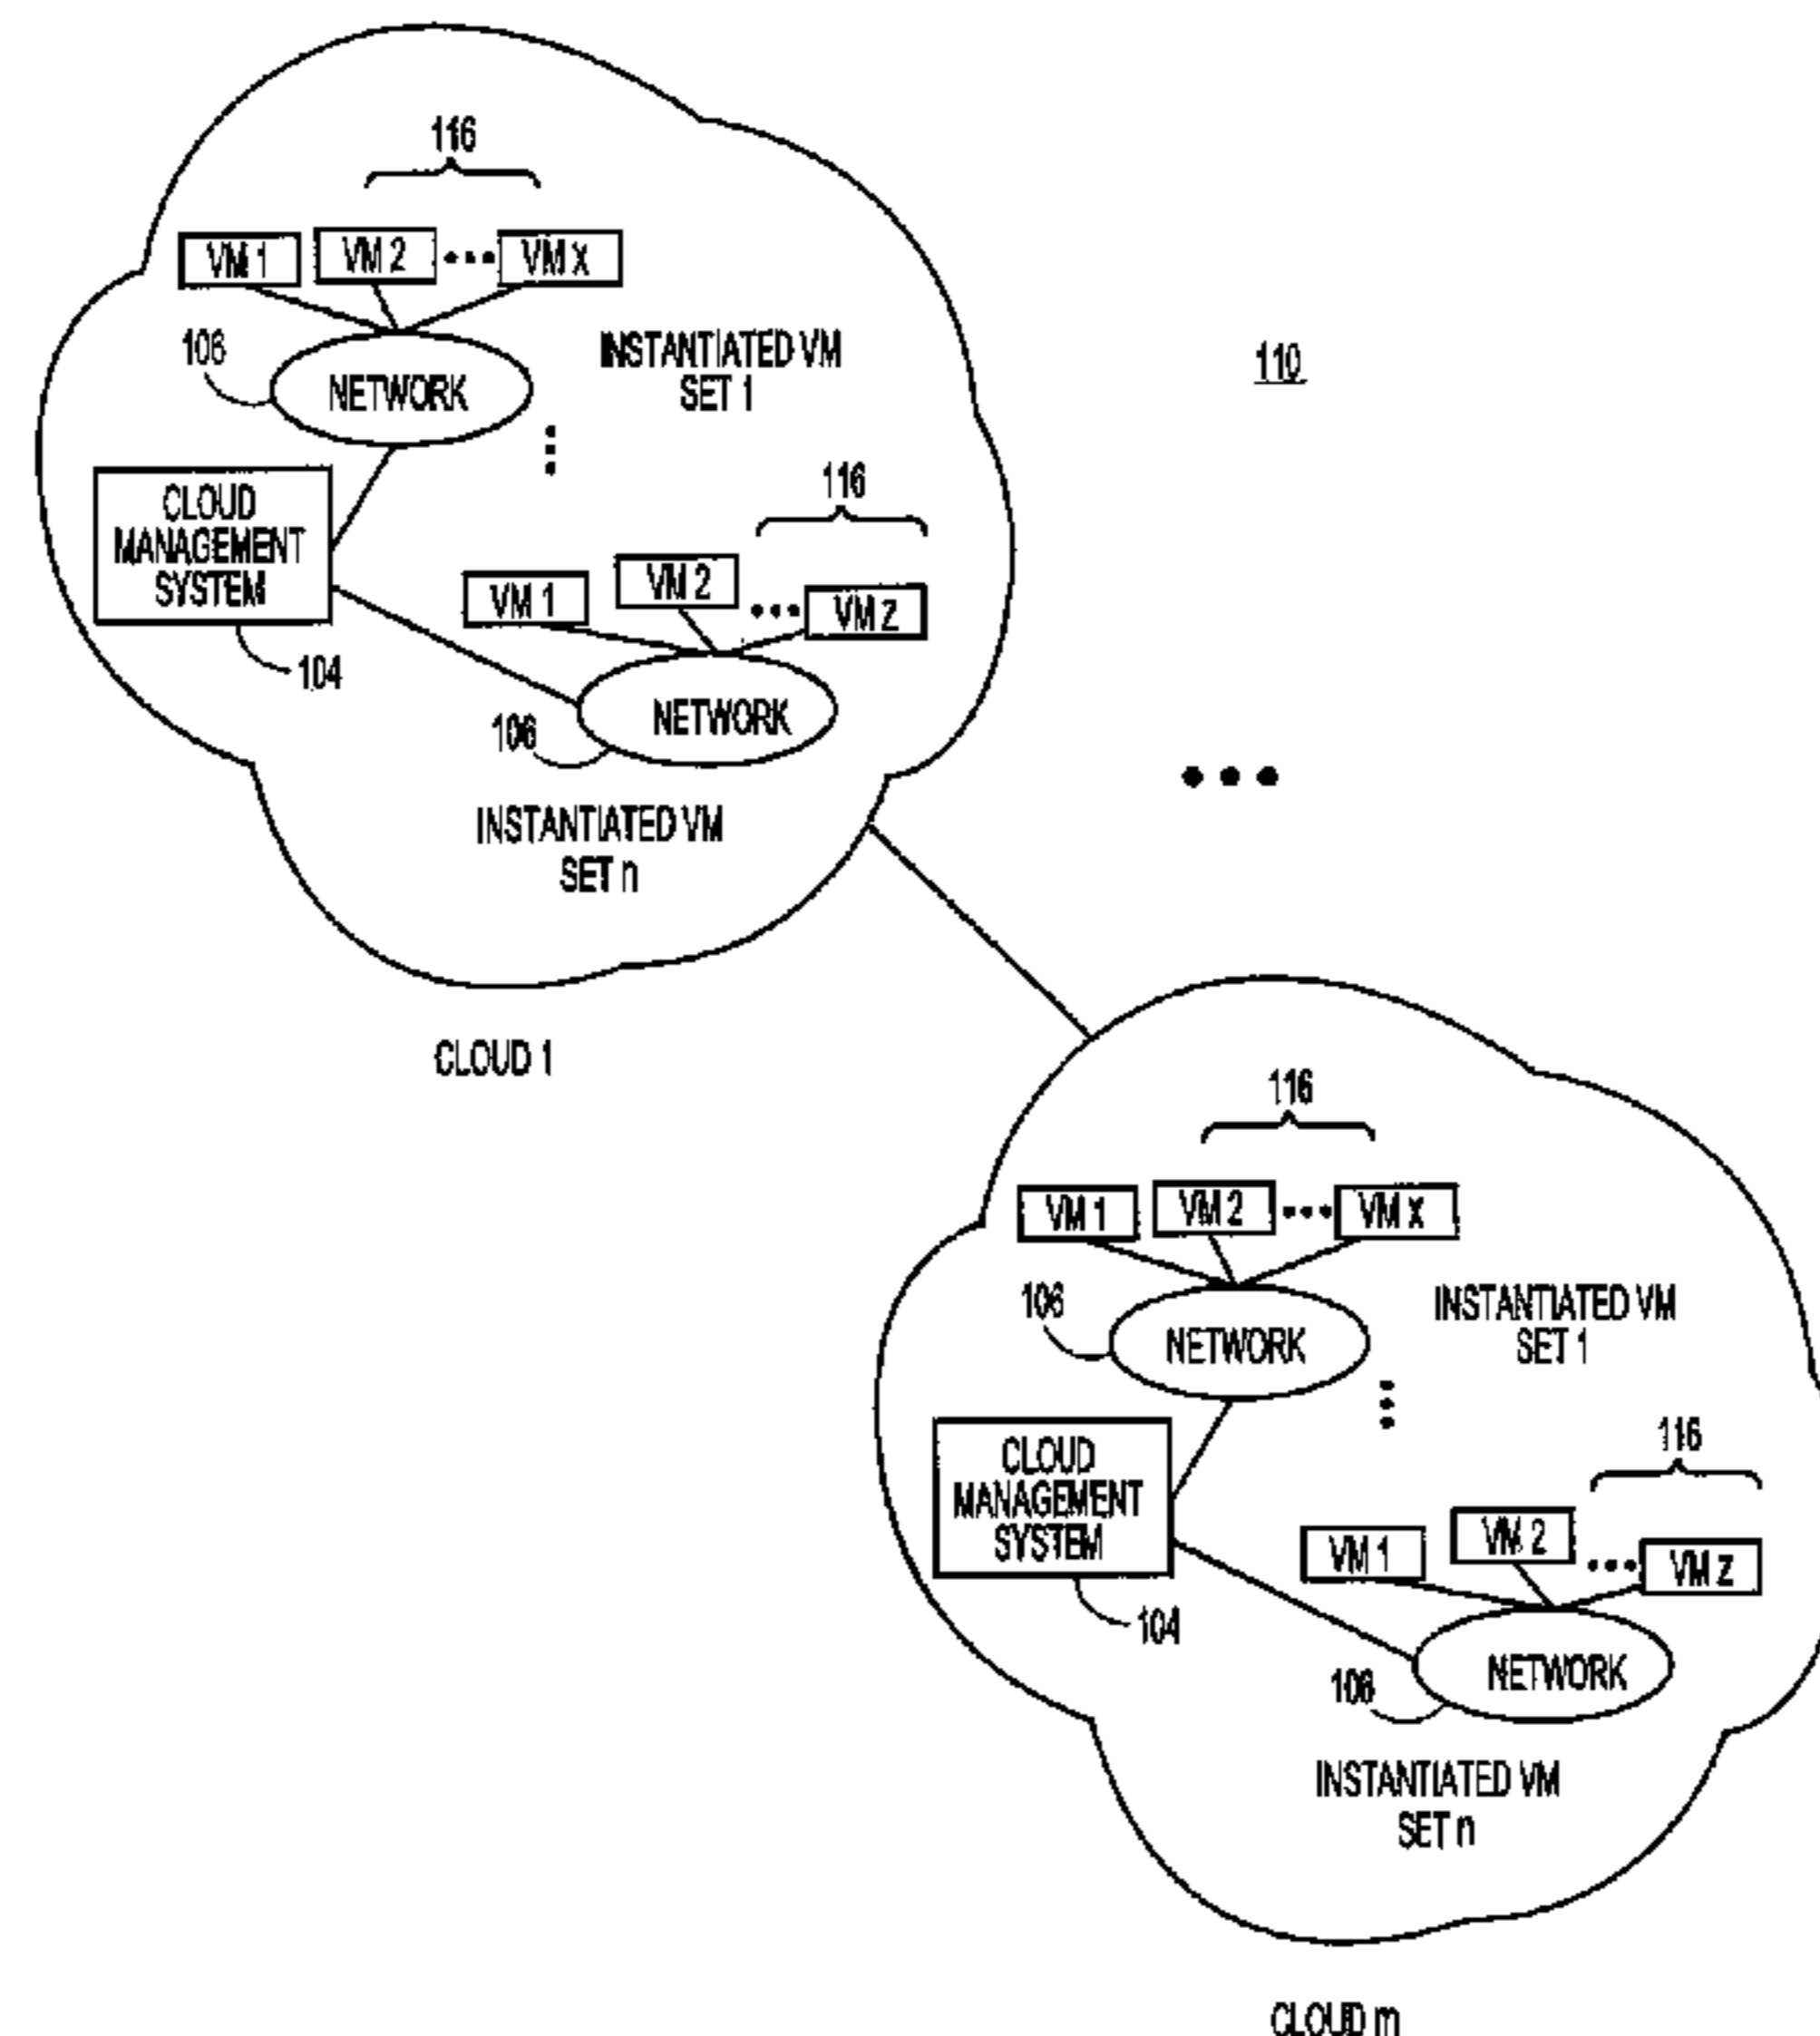 116
VM 1 VM 2 ••• VM X
106
NETWORK
INSTANTIATED VM
SET 1
110
CLOUD
MANAGEMENT
SYSTEM
104
116
VM 1 VM 2 ••• VM Z
106
NETWORK
INSTANTIATED VM
SET n
CLOUD 1
116
VM 1 VM 2 ••• VM X
106
NETWORK
INSTANTIATED VM
SET 1
CLOUD
MANAGEMENT
SYSTEM
104
116
VM 1 VM 2 ••• VM Z
106
NETWORK
INSTANTIATED VM
SET n
CLOUD m